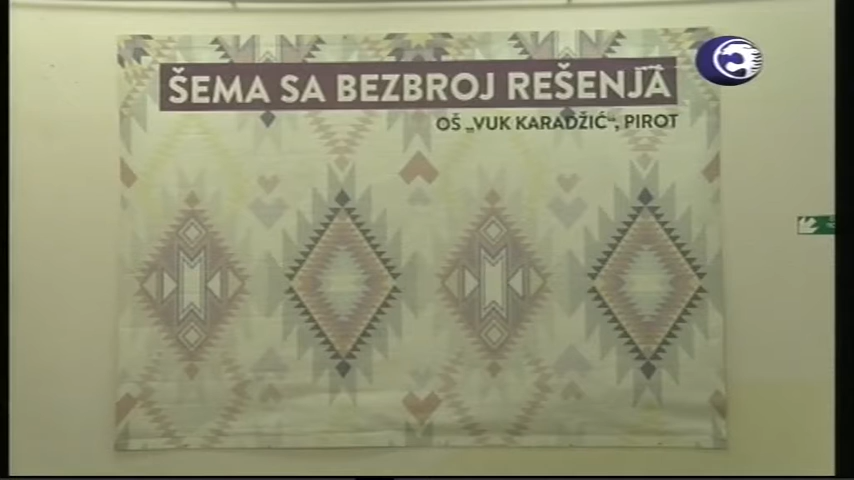 ŠEMA SA BEZBROJ REŠENJA
OŠ „VUK KARADŽIĆ“, PIROT